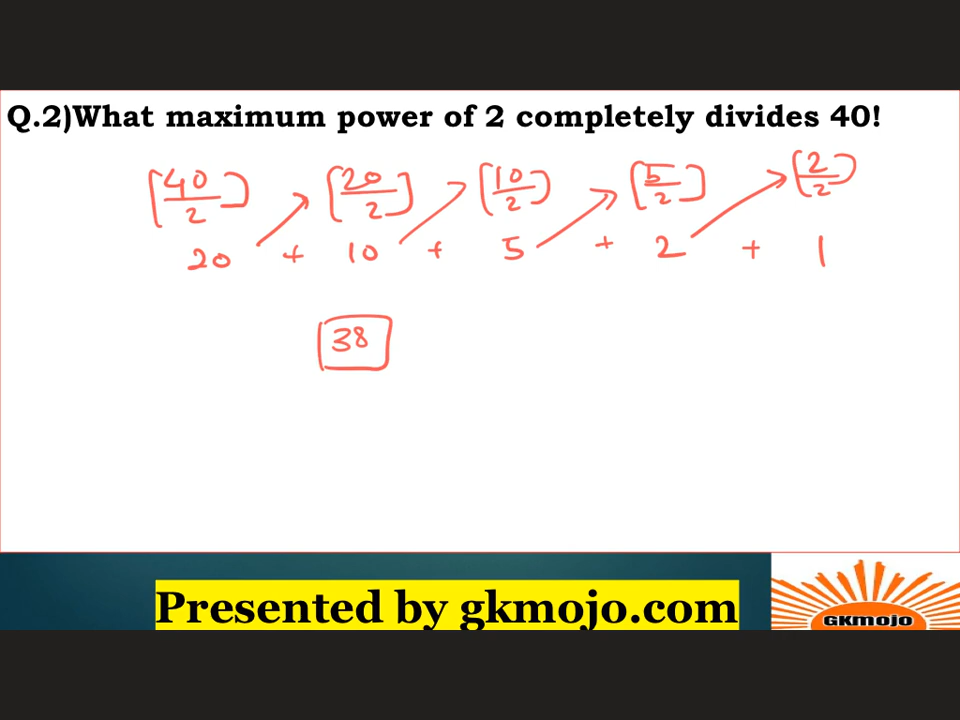 Q.2)What maximum power of 2 completely divides 40!
[40/2] [20/2] [10/2] [5/2] [2/2]
20 + 10 + 5 + 2 + 1
38
Presented by gkmojo.com
GKmojo